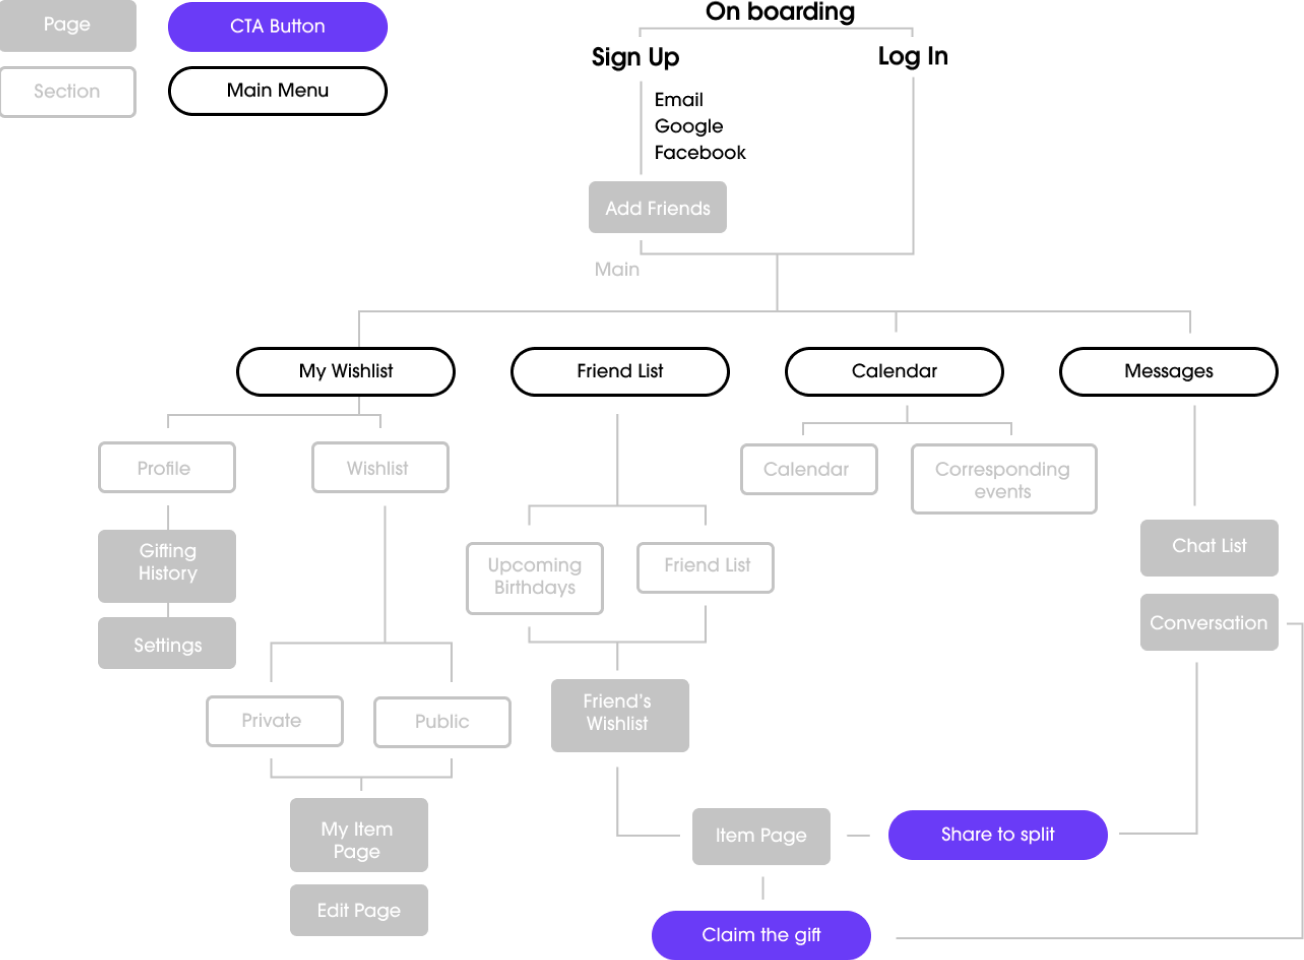 Page
CTA Button
Section
Main Menu
On boarding
Sign Up
Log In
Email
Google
Facebook
Add Friends
Main
My Wishlist
Friend List
Calendar
Messages
Profile
Wishlist
Calendar
Corresponding
events
Gifting
History
Upcoming
Birthdays
Friend List
Chat List
Settings
Conversation
Private
Public
Friend's
Wishlist
My Item
Page
Item Page
Share to split
Edit Page
Claim the gift